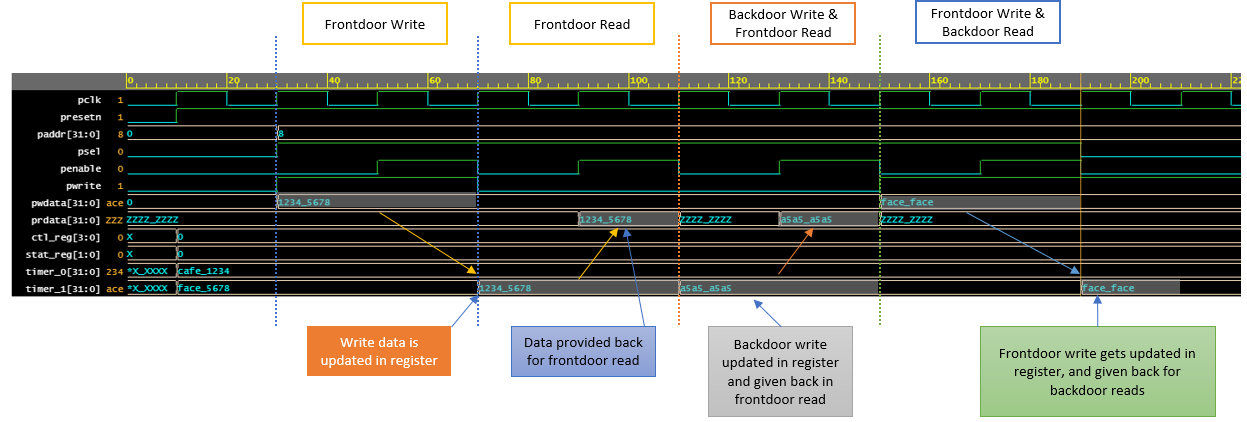 Frontdoor Write
Frontdoor Read
Backdoor Write &
Frontdoor Read
Frontdoor Write &
Backdoor Read
0 20 40 60 80 100 120 140 160 180 200 22
pclk 1
presetn 1
paddr[31:0] 8 0 8
psel 0
penable 0
pwrite 1
pwdata[31:0] ace 0 1234_5678 face_face
prdata[31:0] ZZZ ZZZZ_ZZZZ 1234_5678 ZZZZ_ZZZZ a5a5_a5a5 ZZZZ_ZZZZ
ctl_reg[3:0] 0 X 0
stat_reg[1:0] 0 X 0
timer_0[31:0] 234 *X_XXXX cafe_1234
timer_1[31:0] ace *X_XXXX face_5678 1234_5678 a5a5_a5a5 face_face
Write data is
updated in register
Data provided back
for frontdoor read
Backdoor write
updated in register
and given back in
frontdoor read
Frontdoor write gets updated in
register, and given back for
backdoor reads